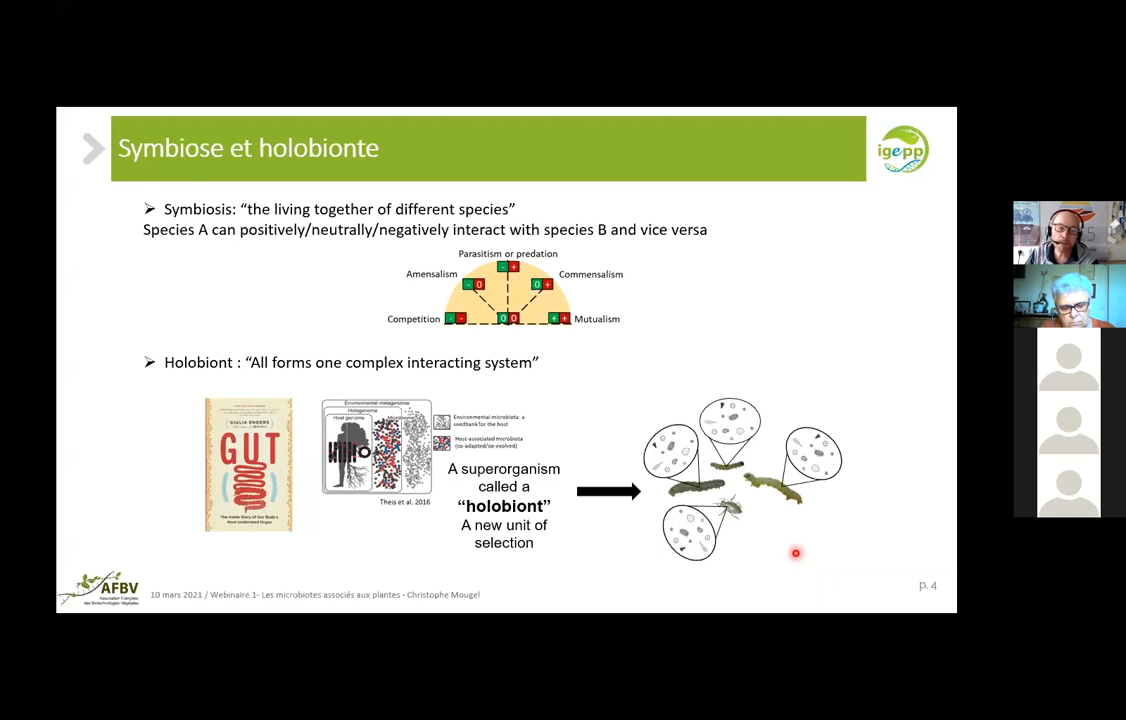 Symbiose et holobionte
igepp
➢ Symbiosis: “the living together of different species”
Species A can positively/neutrally/negatively interact with species B and vice versa
Parasitism or predation
- +
Amensalism
- 0
0 +
Commensalism
Competition
- -
0 0
+ +
Mutualism
➢ Holobiont : “All forms one complex interacting system”
GIULIA ENDERS
GUT
The Inside Story of Our Body's
Most Underrated Organ
Environmental metagenome
Hologenome
Host genome
Microbiome
Environmental microbiota: a
seedbank for the host
Host-associated microbiota
(co-adapted/co-evolved)
Theis et al. 2016
A superorganism
called a
“holobiont”
A new unit of
selection
AFBV
Association Française
des Biotechnologies Végétales
10 mars 2021 / Webinaire 1- Les microbiotes associés aux plantes - Christophe Mougel
p. 4